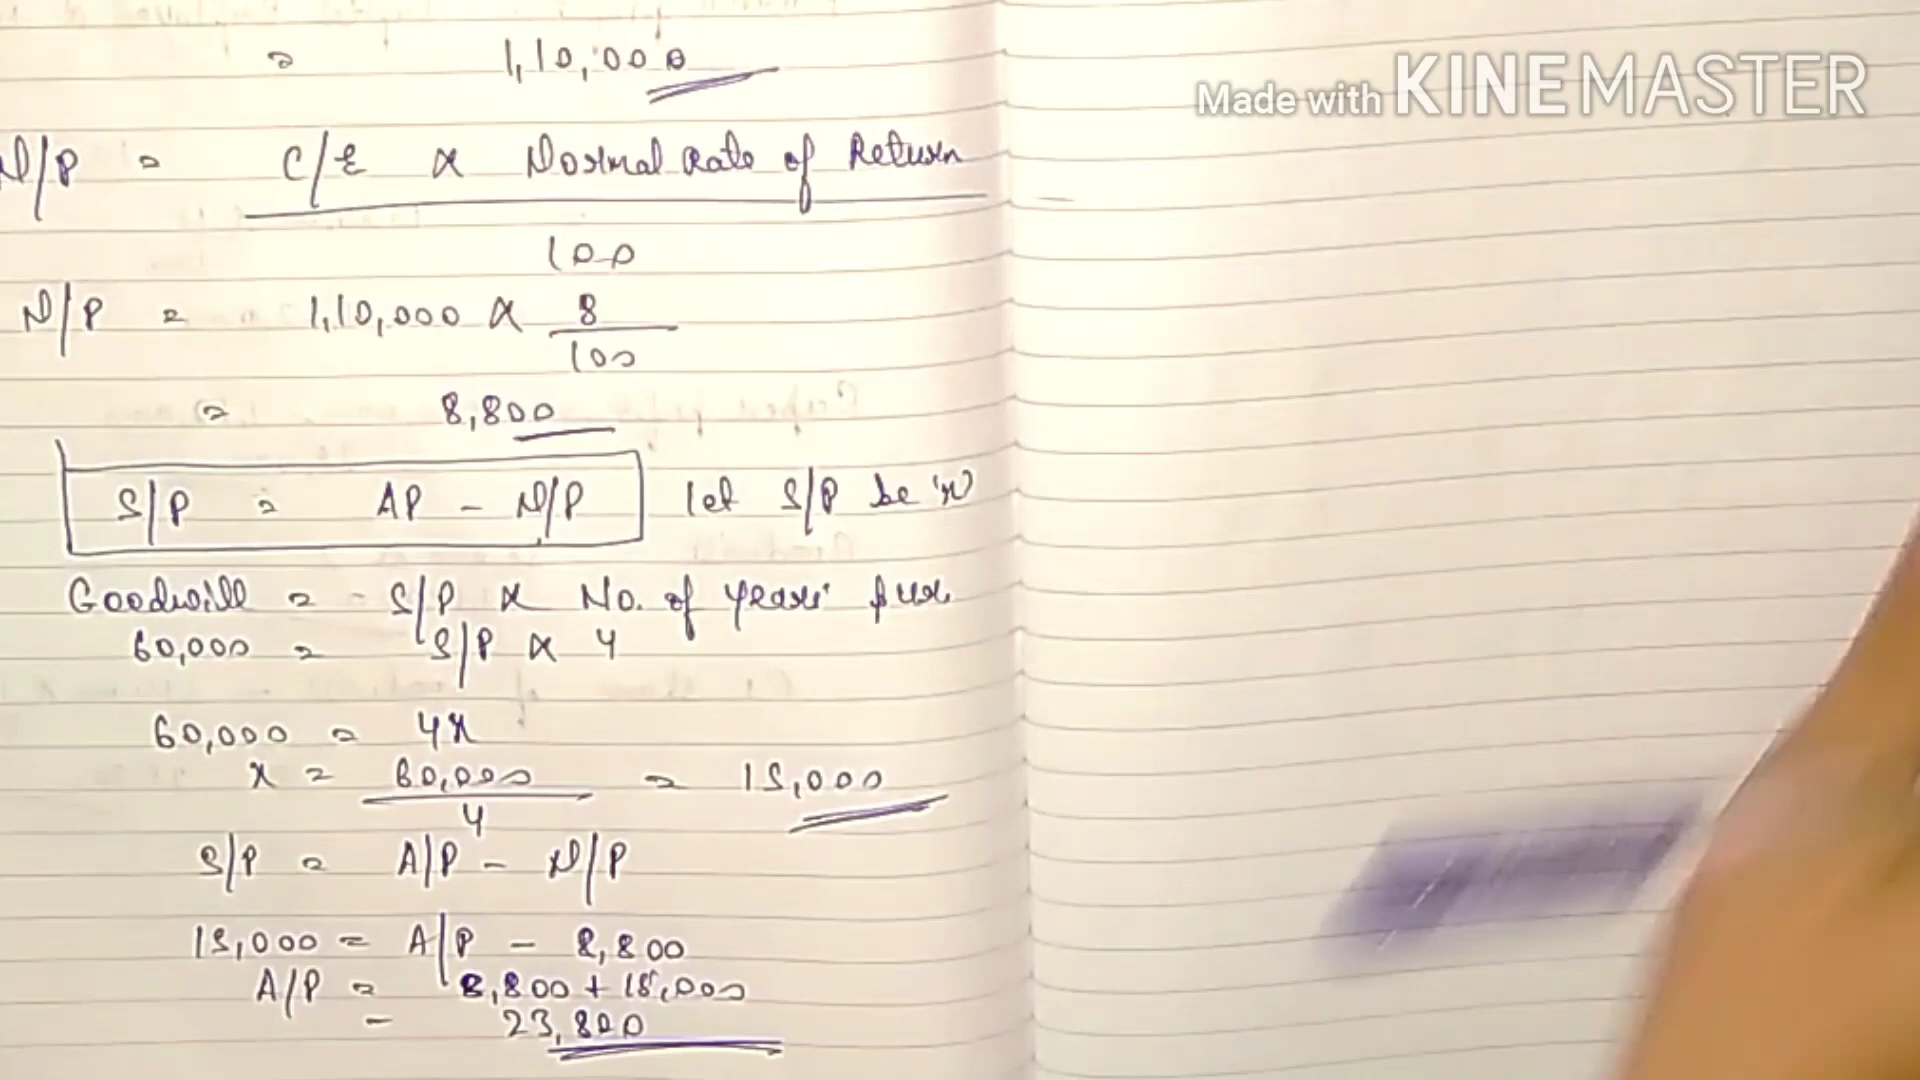 = 1,10,000
Made with KINEMASTER
N/P = C/E x Normal Rate of Return
100
N/P = 1,10,000 x 8
100
= 8,800
S/P = AP - N/P let S/P be 'x'
Goodwill = S/P x No. of years' pur.
60,000 = S/P x 4
60,000 = 4x
x = 60,000 = 15,000
4
S/P = A/P - N/P
15,000 = A/P - 8,800
A/P = 8,800 + 15,000
= 23,800